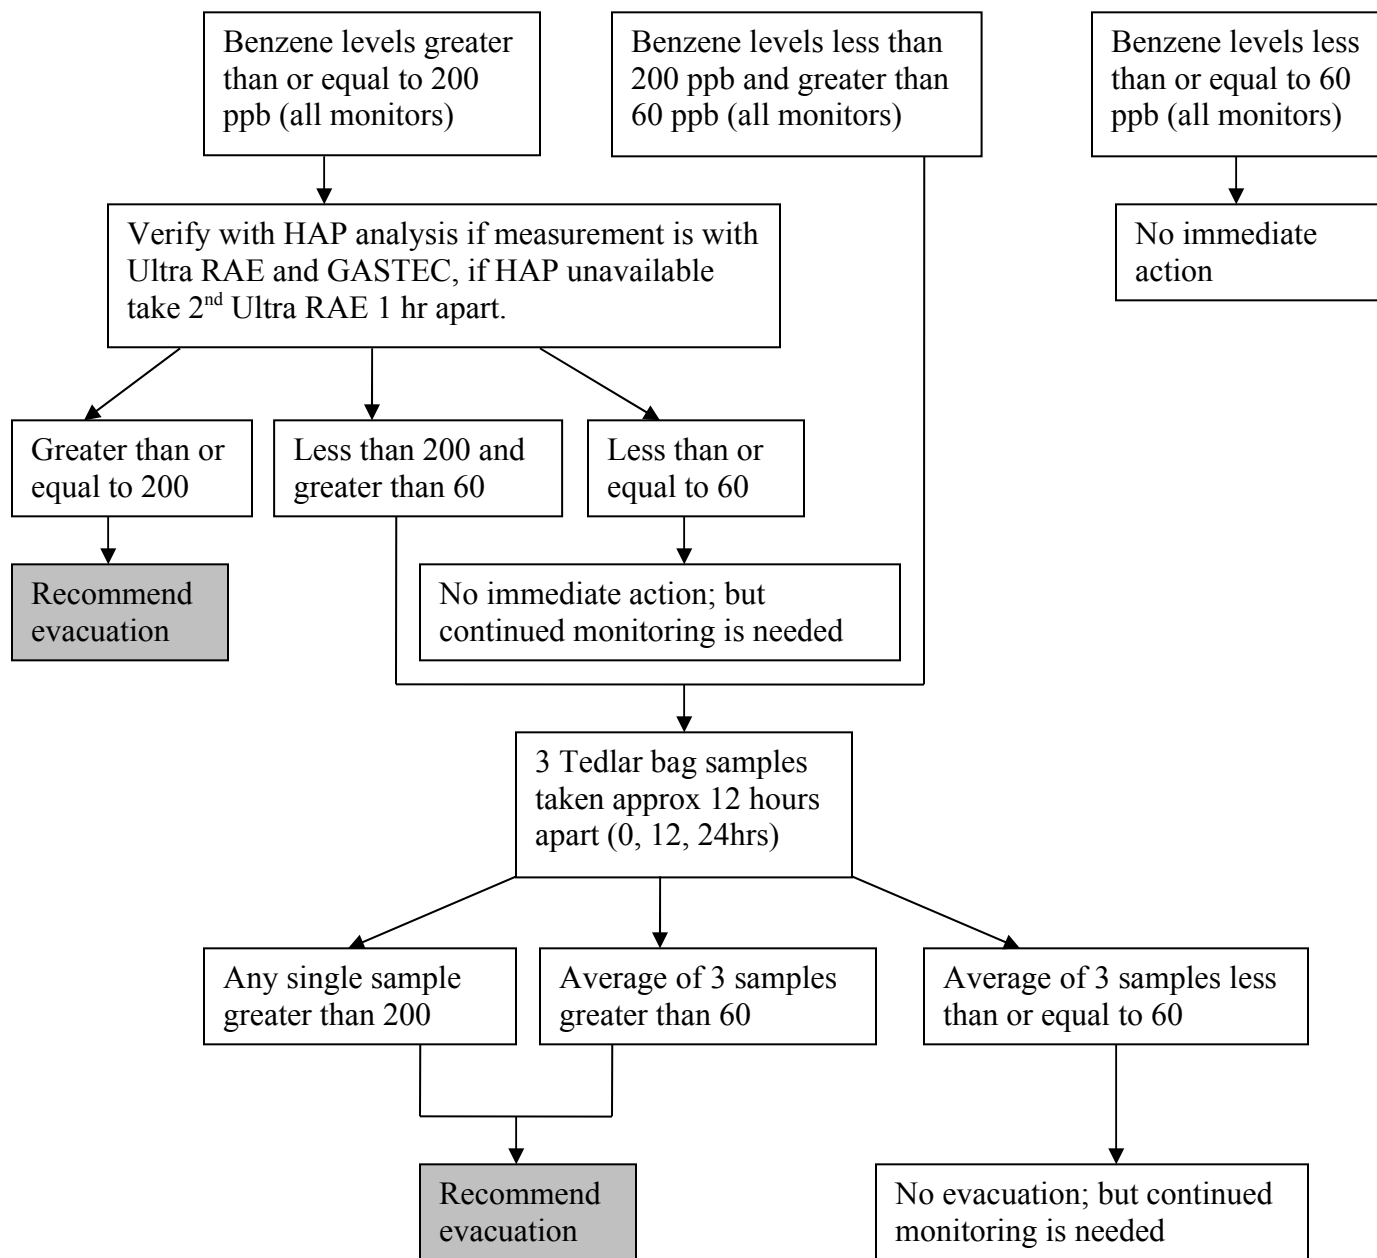 Benzene levels greater
than or equal to 200
ppb (all monitors)
Benzene levels less than
200 ppb and greater than
60 ppb (all monitors)
Benzene levels less
than or equal to 60
ppb (all monitors)
Verify with HAP analysis if measurement is with
Ultra RAE and GASTEC, if HAP unavailable
take 2nd Ultra RAE 1 hr apart.
No immediate
action
Greater than or
equal to 200
Less than 200 and
greater than 60
Less than or
equal to 60
Recommend
evacuation
No immediate action; but
continued monitoring is needed
3 Tedlar bag samples
taken approx 12 hours
apart (0, 12, 24hrs)
Any single sample
greater than 200
Average of 3 samples
greater than 60
Average of 3 samples less
than or equal to 60
Recommend
evacuation
No evacuation; but continued
monitoring is needed